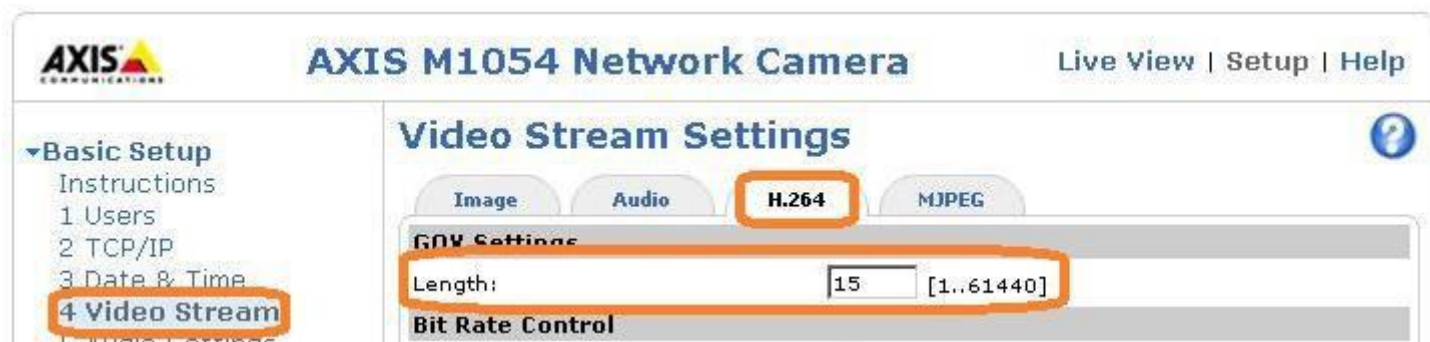 AXIS
COMMUNICATIONS
AXIS M1054 Network Camera
Live View | Setup | Help
Basic Setup
Instructions
1 Users
2 TCP/IP
3 Date & Time
4 Video Stream
Video Stream Settings
Image
Audio
H.264
MJPEG
GOV Settings
Length: 15 [1..61440]
Bit Rate Control